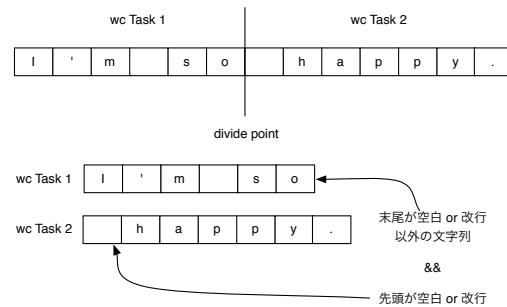 wc Task 1 wc Task 2
I ' m s o h a p p y .
divide point
wc Task 1 I ' m s o
wc Task 2 h a p p y .
末尾が空白 or 改行
以外の文字列
&&
先頭が空白 or 改行